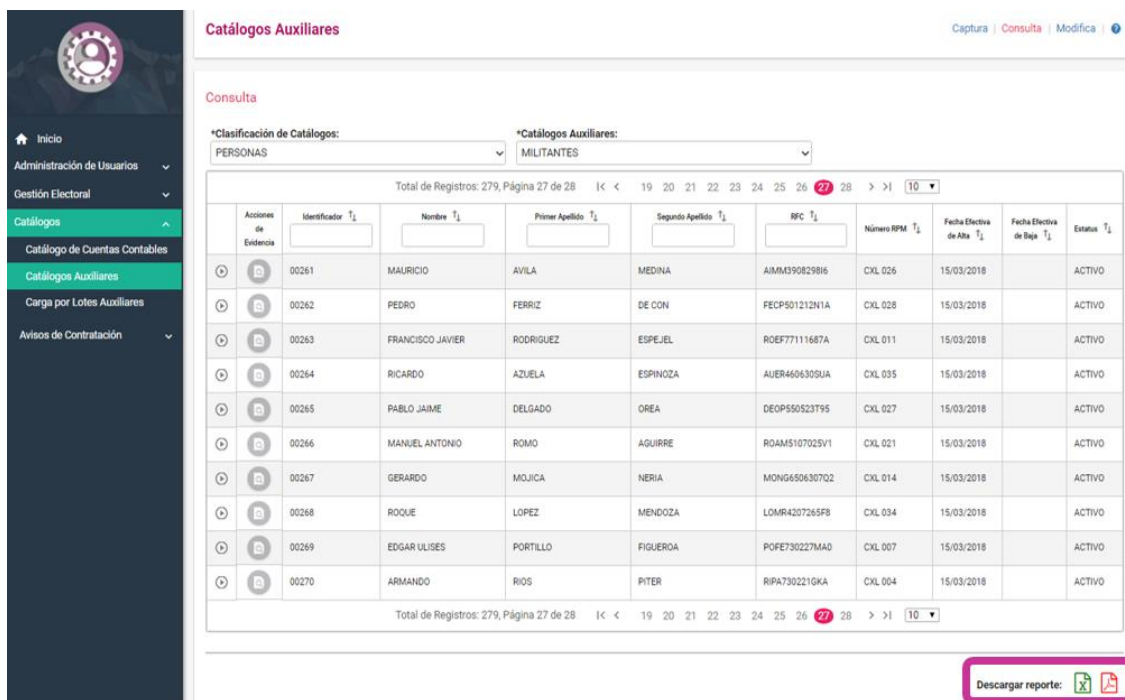 Catálogos Auxiliares
Captura | Consulta | Modifica |
Consulta
Inicio
Administración de Usuarios
Gestión Electoral
Catálogos
Catálogo de Cuentas Contables
Catálogos Auxiliares
Carga por Lotes Auxiliares
Avisos de Contratación
*Clasificación de Catálogos: *Catálogos Auxiliares:
PERSONAS MILITANTES
Total de Registros: 279, Página 27 de 28 19 20 21 22 23 24 25 26 27 28 10
Acciones de Evidencia Identificador Nombre Primer Apellido Segundo Apellido RFC Número RPM Fecha Efectiva de Alta Fecha Efectiva de Baja Estatus
00261 MAURICIO AVILA MEDINA AIMM3908298I6 CXL 026 15/03/2018 ACTIVO
00262 PEDRO FERRIZ DE CON FECP501212N1A CXL 028 15/03/2018 ACTIVO
00263 FRANCISCO JAVIER RODRIGUEZ ESPEJEL ROEF77111687A CXL 011 15/03/2018 ACTIVO
00264 RICARDO AZUELA ESPINOZA AUER460630SUA CXL 035 15/03/2018 ACTIVO
00265 PABLO JAIME DELGADO OREA DEOP550523T95 CXL 027 15/03/2018 ACTIVO
00266 MANUEL ANTONIO ROMO AGUIRRE ROAM5107025V1 CXL 021 15/03/2018 ACTIVO
00267 GERARDO MOJICA NERIA MONG6506307Q2 CXL 014 15/03/2018 ACTIVO
00268 ROQUE LOPEZ MENDOZA LOMR4207265F8 CXL 034 15/03/2018 ACTIVO
00269 EDGAR ULISES PORTILLO FIGUEROA POFE730227MA0 CXL 007 15/03/2018 ACTIVO
00270 ARMANDO RIOS PITER RIPA730221GKA CXL 004 15/03/2018 ACTIVO
Total de Registros: 279, Página 27 de 28 19 20 21 22 23 24 25 26 27 28 10
Descargar reporte: